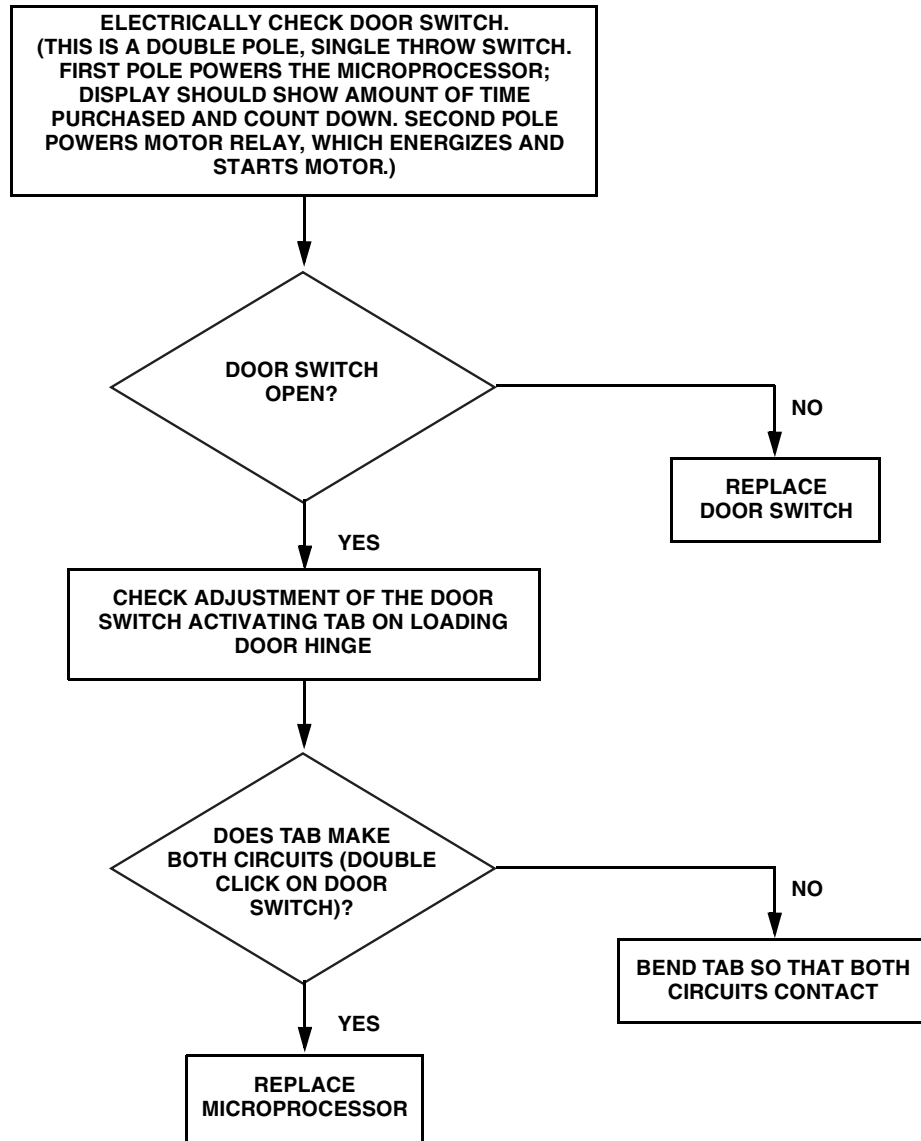 ELECTRICALLY CHECK DOOR SWITCH.
(THIS IS A DOUBLE POLE, SINGLE THROW SWITCH.
FIRST POLE POWERS THE MICROPROCESSOR;
DISPLAY SHOULD SHOW AMOUNT OF TIME
PURCHASED AND COUNT DOWN. SECOND POLE
POWERS MOTOR RELAY, WHICH ENERGIZES AND
STARTS MOTOR.)
DOOR SWITCH
OPEN?
NO
REPLACE
DOOR SWITCH
YES
CHECK ADJUSTMENT OF THE DOOR
SWITCH ACTIVATING TAB ON LOADING
DOOR HINGE
DOES TAB MAKE
BOTH CIRCUITS (DOUBLE
CLICK ON DOOR
SWITCH)?
NO
BEND TAB SO THAT BOTH
CIRCUITS CONTACT
YES
REPLACE
MICROPROCESSOR